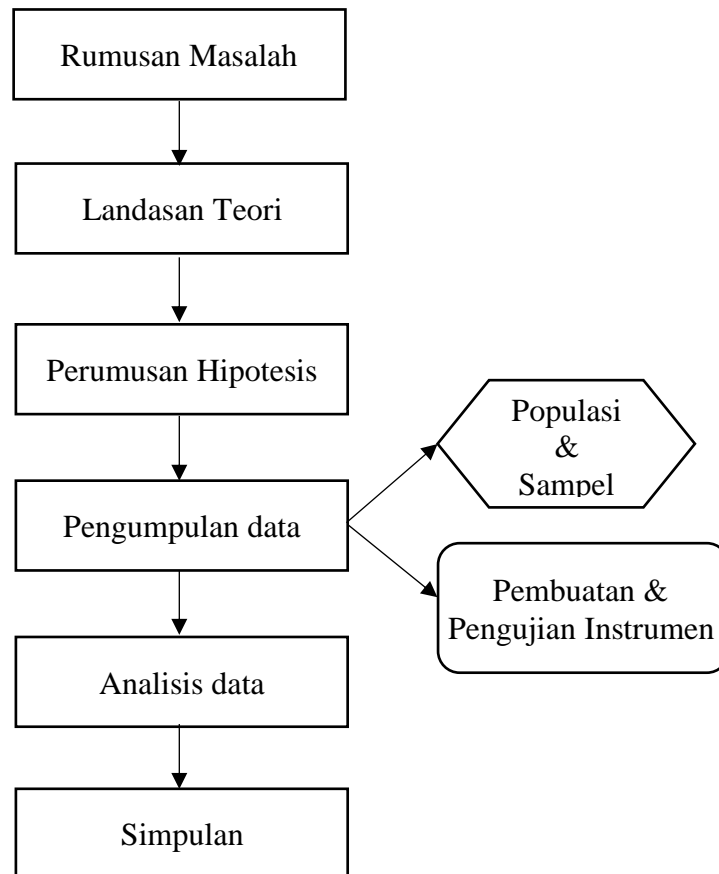 Rumusan Masalah
Landasan Teori
Perumusan Hipotesis
Populasi
&
Sampel
Pengumpulan data
Pembuatan &
Pengujian Instrumen
Analisis data
Simpulan